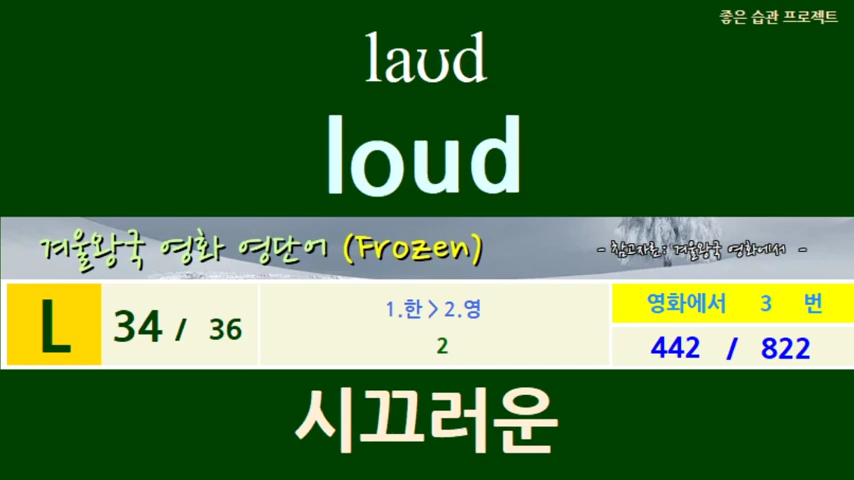 좋은 습관 프로젝트
laʊd
loud
겨울왕국 영화 영단어 (Frozen)
- 참고자료: 겨울왕국 영화에서 -
L 34 / 36
1.한 > 2.영
2
영화에서 3 번
442 / 822
시끄러운